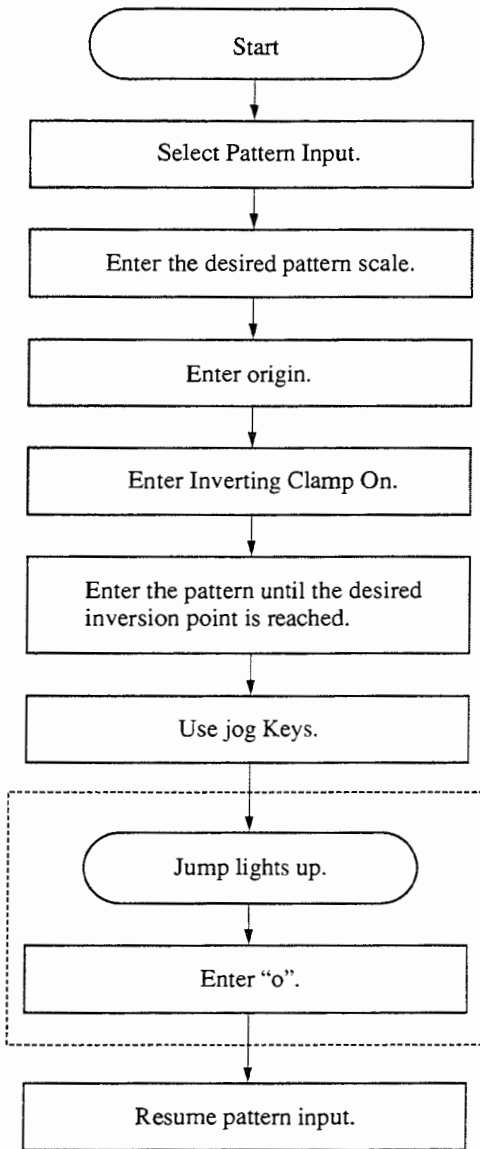 Start
Select Pattern Input.
Enter the desired pattern scale.
Enter origin.
Enter Inverting Clamp On.
Enter the pattern until the desired
inversion point is reached.
Use jog Keys.
Jump lights up.
Enter “o”.
Resume pattern input.